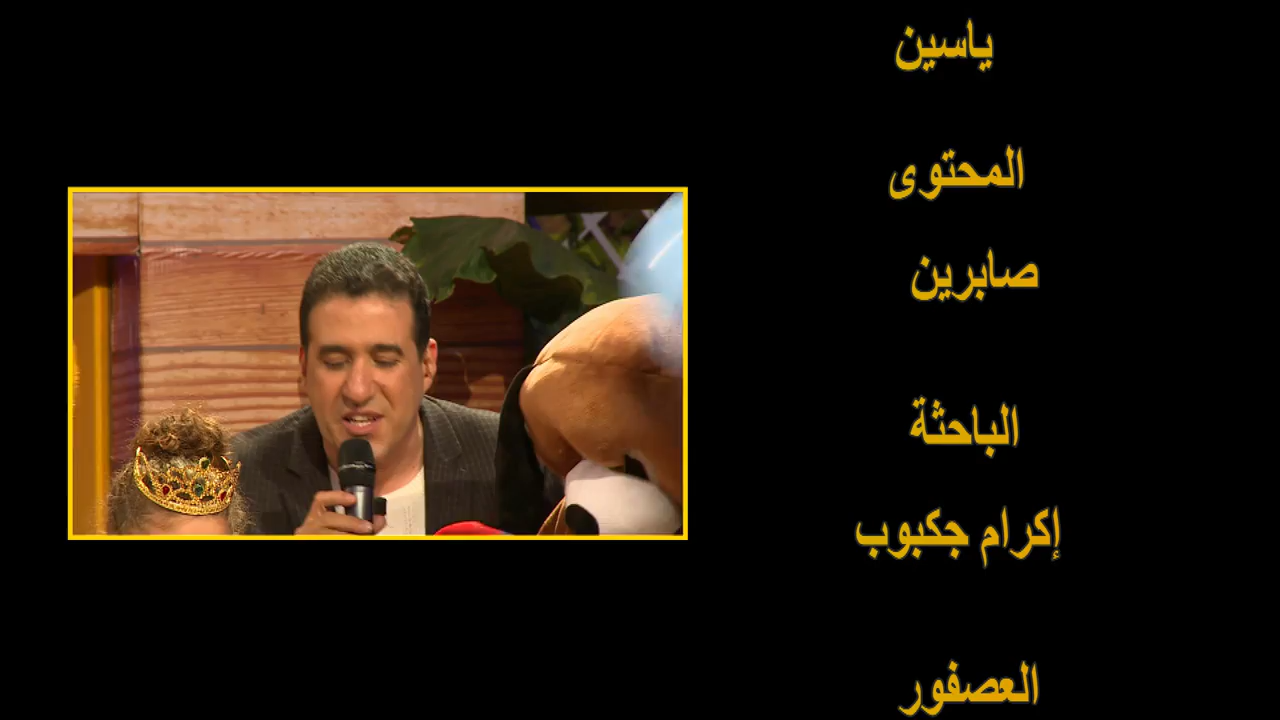 ياسين
المحتوى
صابرين
الباحثة
إكرام جكبوب
العصفور